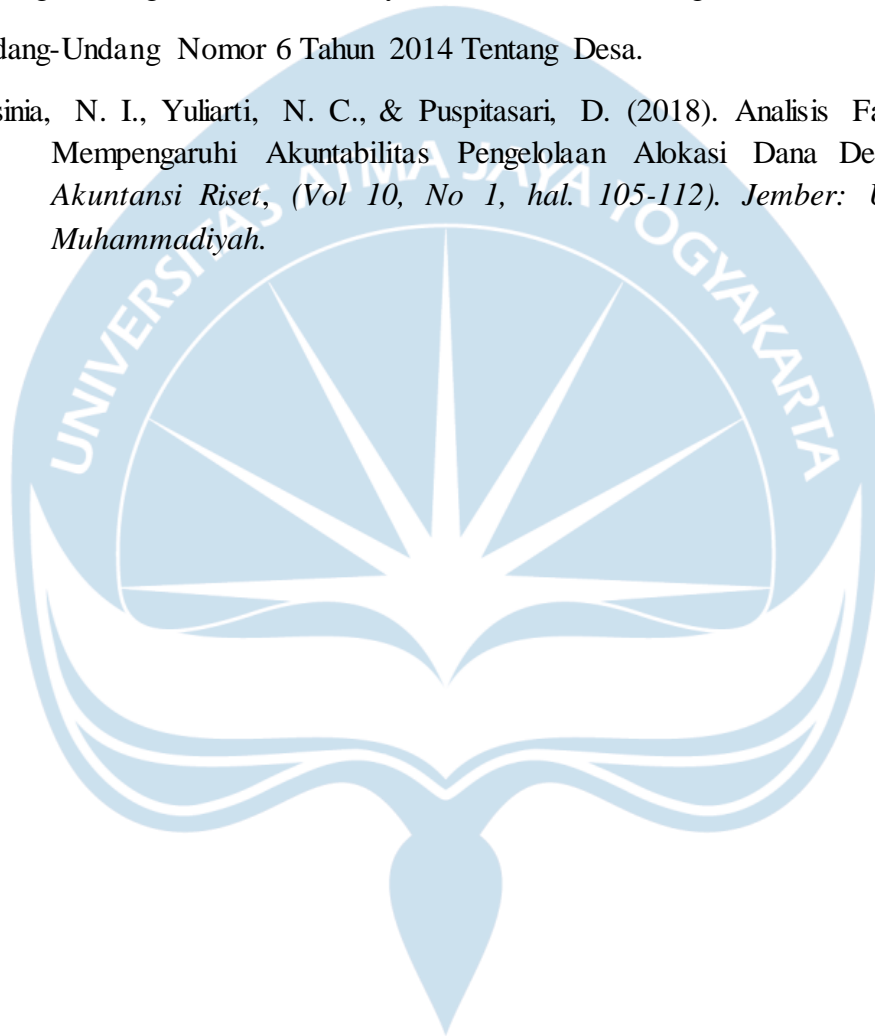 dang-Undang Nomor 6 Tahun 2014 Tentang Desa.
sinia, N. I., Yuliarti, N. C., & Puspitasari, D. (2018). Analisis Fa
Mempengaruhi Akuntabilitas Pengelolaan Alokasi Dana De
Akuntansi Riset, (Vol 10, No 1, hal. 105-112). Jember: U
Muhammadiyah.
UNIVERSITAS ATMA JAYA YOGYAKARTA